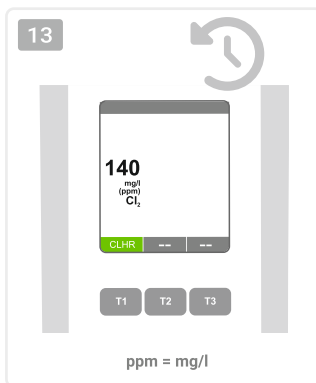 13
140
mg/l
(ppm)
Cl₂
CLHR -- --
T1 T2 T3
ppm = mg/l